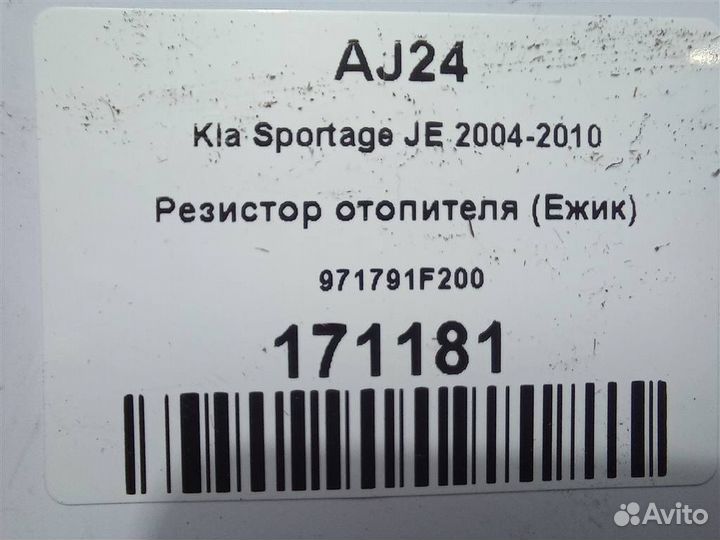 AJ24
Kia Sportage JE 2004-2010
Резистор отопителя (Ежик)
971791F200
171181
Avito